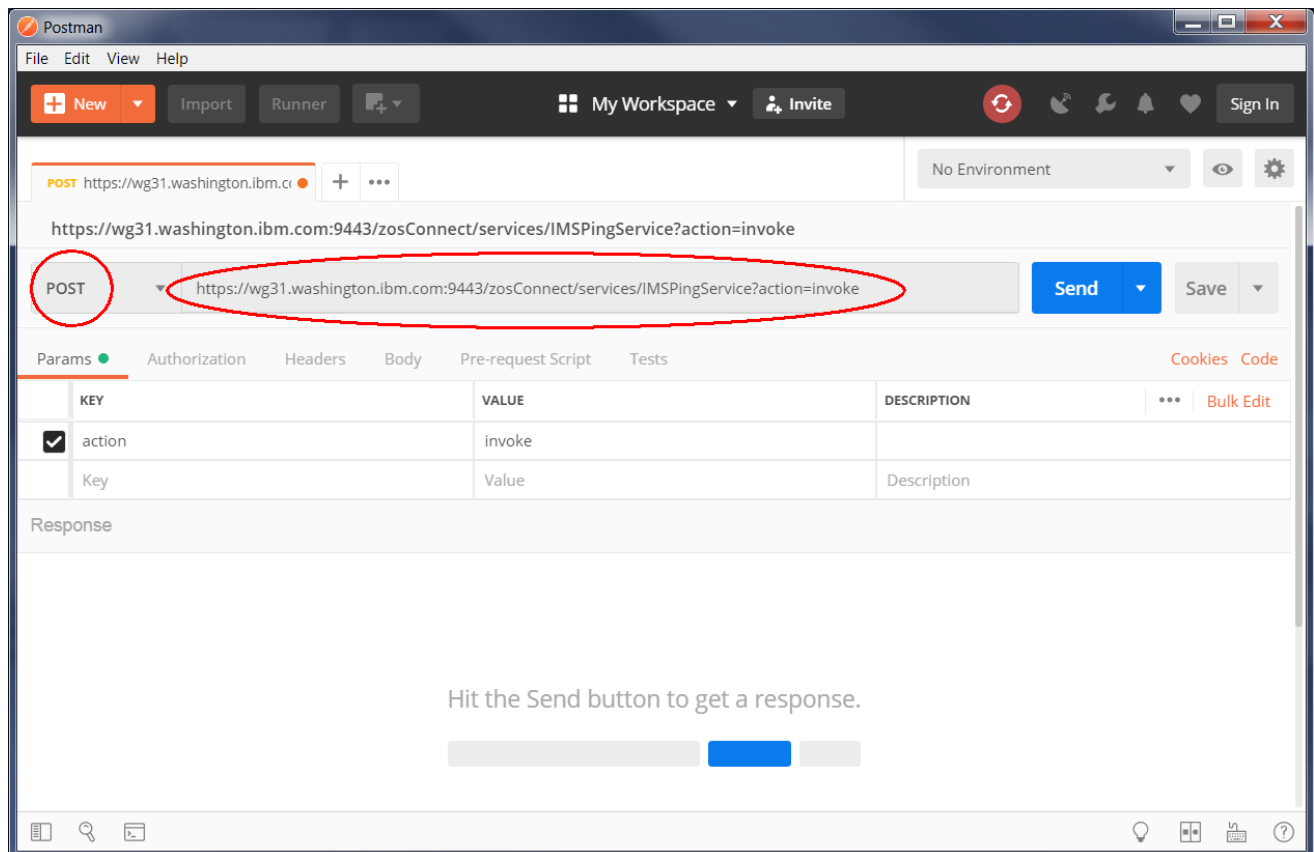 Postman
File Edit View Help
New Import Runner My Workspace Invite Sign In
POST https://wg31.washington.ibm.co No Environment
https://wg31.washington.ibm.com:9443/zosConnect/services/IMSPingService?action=invoke
POST https://wg31.washington.ibm.com:9443/zosConnect/services/IMSPingService?action=invoke Send Save
Params Authorization Headers Body Pre-request Script Tests Cookies Code
KEY VALUE DESCRIPTION Bulk Edit
action invoke
Key Value Description
Response
Hit the Send button to get a response.